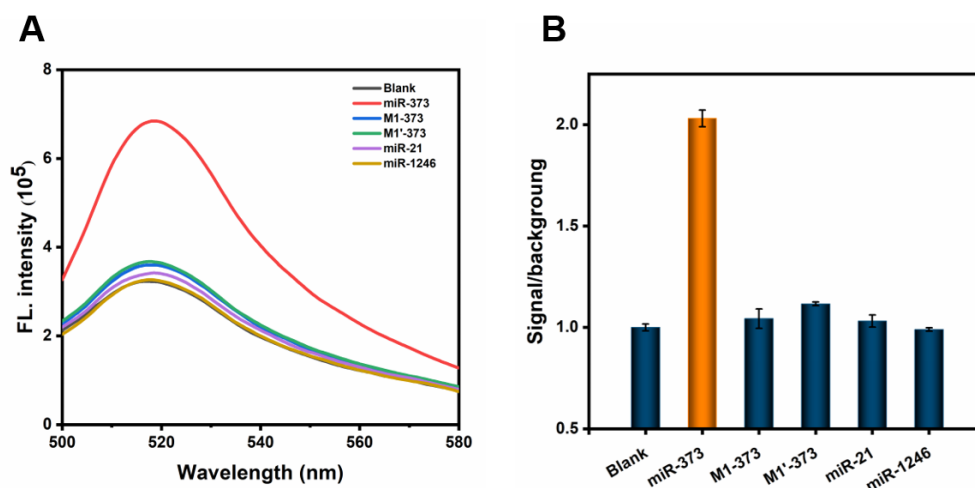 A
8
6
4
2
0
FL. intensity (10⁵)
500
520
540
560
580
Wavelength (nm)
Blank
miR-373
M1-373
M1'-373
miR-21
miR-1246
B
2.0
1.5
1.0
0.5
Signal/backgroung
Blank
miR-373
M1-373
M1'-373
miR-21
miR-1246